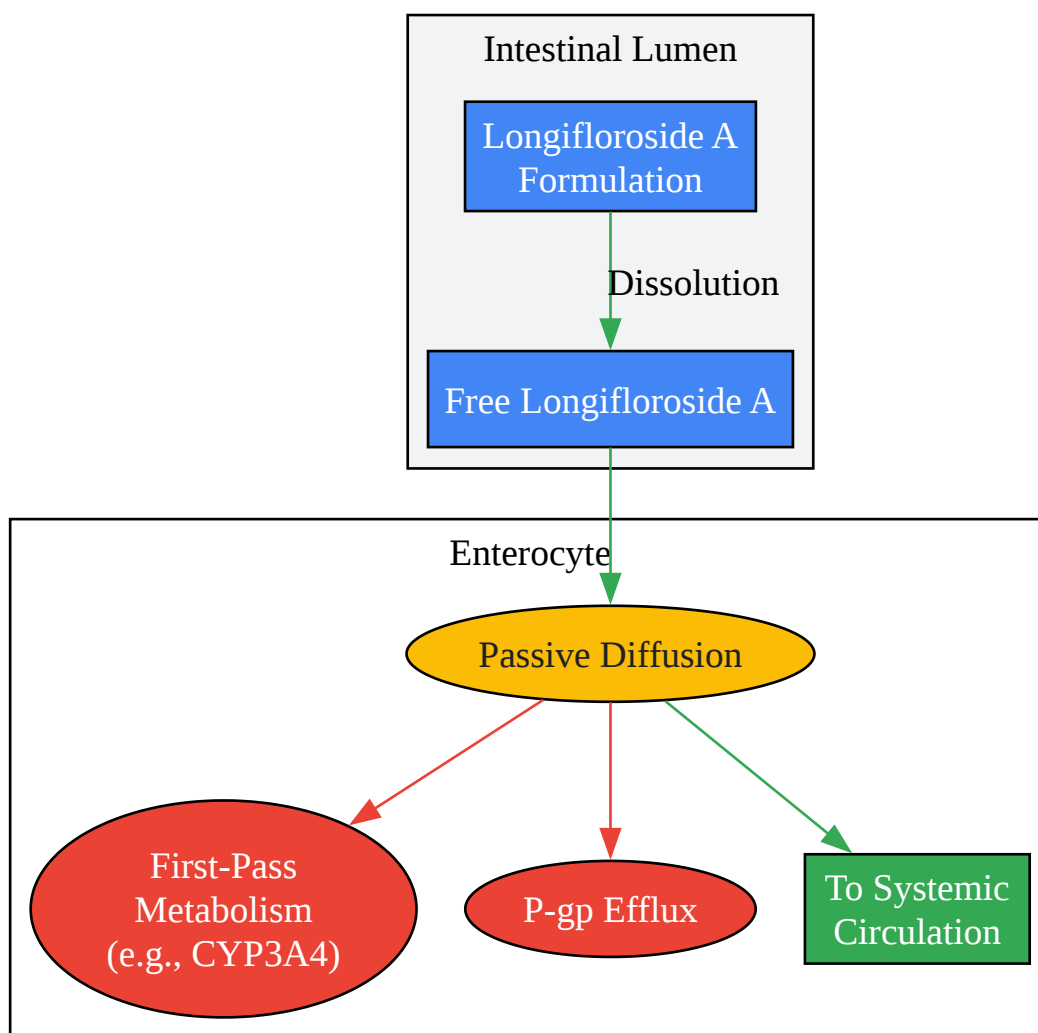 Intestinal Lumen
Longifloroside A
Formulation
Dissolution
Free Longifloroside A
Enterocyte
Passive Diffusion
First-Pass
Metabolism
(e.g., CYP3A4)
P-gp Efflux
To Systemic
Circulation